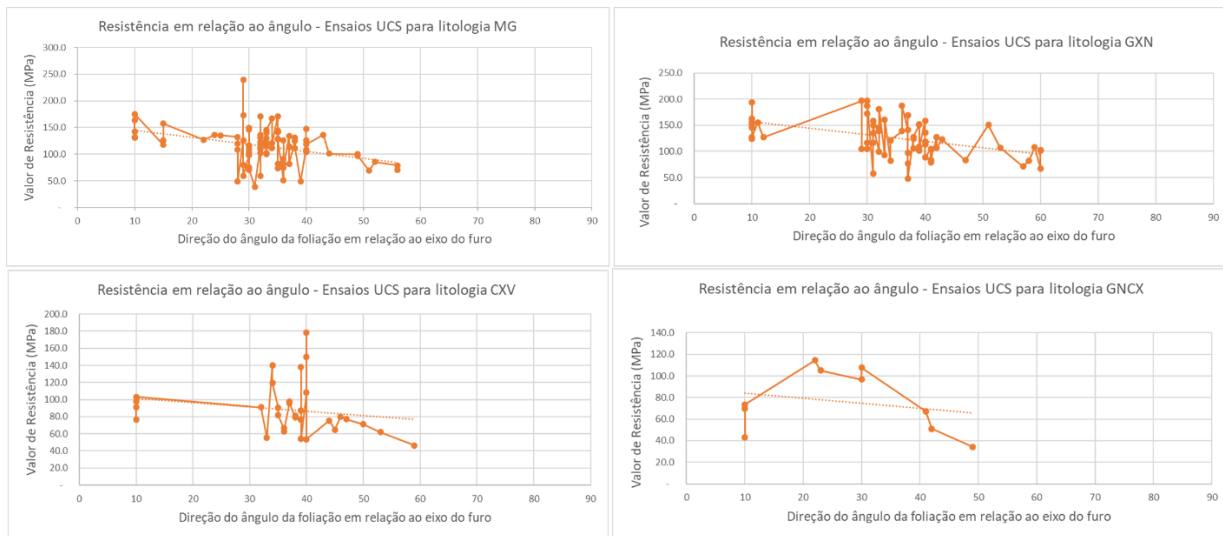 Resistência em relação ao ângulo - Ensaios UCS para litologia MG
Valor de Resistência (MPa)
300.0
250.0
200.0
150.0
100.0
50.0
-
0 10 20 30 40 50 60 70 80 90
Direção do ângulo da foliação em relação ao eixo do furo
Resistência em relação ao ângulo - Ensaios UCS para litologia GXN
Valor de Resistência (MPa)
250.0
200.0
150.0
100.0
50.0
-
0 10 20 30 40 50 60 70 80 90
Direção do ângulo da foliação em relação ao eixo do furo
Resistência em relação ao ângulo - Ensaios UCS para litologia CXV
Valor de Resistência (MPa)
200.0
180.0
160.0
140.0
120.0
100.0
80.0
60.0
40.0
20.0
-
0 10 20 30 40 50 60 70 80 90
Direção do ângulo da foliação em relação ao eixo do furo
Resistência em relação ao ângulo - Ensaios UCS para litologia GNCX
Valor de Resistência (MPa)
140.0
120.0
100.0
80.0
60.0
40.0
20.0
-
0 10 20 30 40 50 60 70 80 90
Direção do ângulo da foliação em relação ao eixo do furo